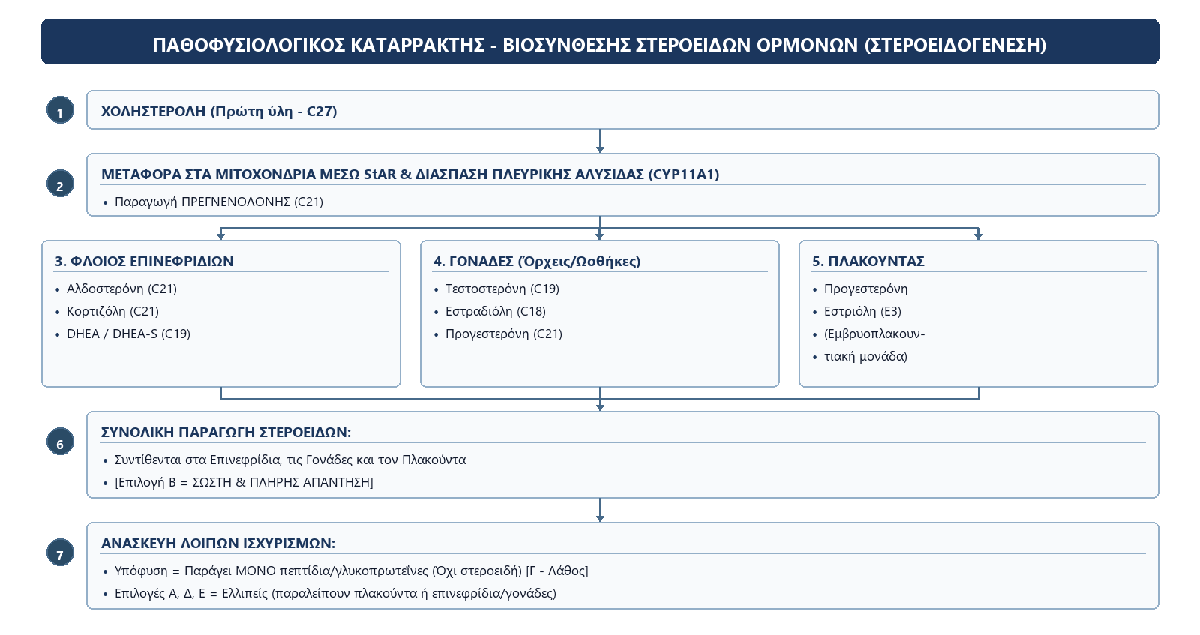 ΠΑΘΟΦΥΣΙΟΛΟΓΙΚΟΣ ΚΑΤΑΡΡΑΚΤΗΣ - ΒΙΟΣΥΝΘΕΣΗΣ ΣΤΕΡΟΕΙΔΩΝ ΟΡΜΟΝΩΝ (ΣΤΕΡΟΕΙΔΟΓΕΝΕΣΗ)
1
ΧΟΛΗΣΤΕΡΟΛΗ (Πρώτη ύλη - C27)
2
ΜΕΤΑΦΟΡΑ ΣΤΑ ΜΙΤΟΧΟΝΔΡΙΑ ΜΕΣΩ StAR & ΔΙΑΣΠΑΣΗ ΠΛΕΥΡΙΚΗΣ ΑΛΥΣΙΔΑΣ (CYP11A1)
• Παραγωγή ΠΡΕΓΝΕΝΟΛΟΝΗΣ (C21)
3. ΦΛΟΙΟΣ ΕΠΙΝΕΦΡΙΔΙΩΝ
• Αλδοστερόνη (C21)
• Κορτιζόλη (C21)
• DHEA / DHEA-S (C19)
4. ΓΟΝΑΔΕΣ (Όρχεις/Ωοθήκες)
• Τεστοστερόνη (C19)
• Εστραδιόλη (C18)
• Προγεστερόνη (C21)
5. ΠΛΑΚΟΥΝΤΑΣ
• Προγεστερόνη
• Εστριόλη (E3)
• (Εμβρυοπλακουν-
• τιακή μονάδα)
6
ΣΥΝΟΛΙΚΗ ΠΑΡΑΓΩΓΗ ΣΤΕΡΟΕΙΔΩΝ:
• Συντίθενται στα Επινεφρίδια, τις Γονάδες και τον Πλακούντα
• [Επιλογή Β = ΣΩΣΤΗ & ΠΛΗΡΗΣ ΑΠΑΝΤΗΣΗ]
7
ΑΝΑΣΚΕΥΗ ΛΟΙΠΩΝ ΙΣΧΥΡΙΣΜΩΝ:
• Υπόφυση = Παράγει ΜΟΝΟ πεπτίδια/γλυκοπρωτεΐνες (Όχι στεροειδή) [Γ - Λάθος]
• Επιλογές Α, Δ, Ε = Ελλιπείς (παραλείπουν πλακούντα ή επινεφρίδια/γονάδες)